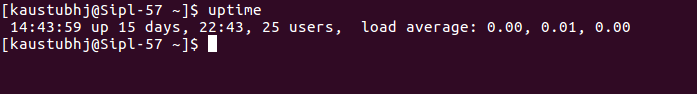 [kaustubhj@Sipl-57 ~]$ uptime
 14:43:59 up 15 days, 22:43, 25 users,  load average: 0.00, 0.01, 0.00
[kaustubhj@Sipl-57 ~]$